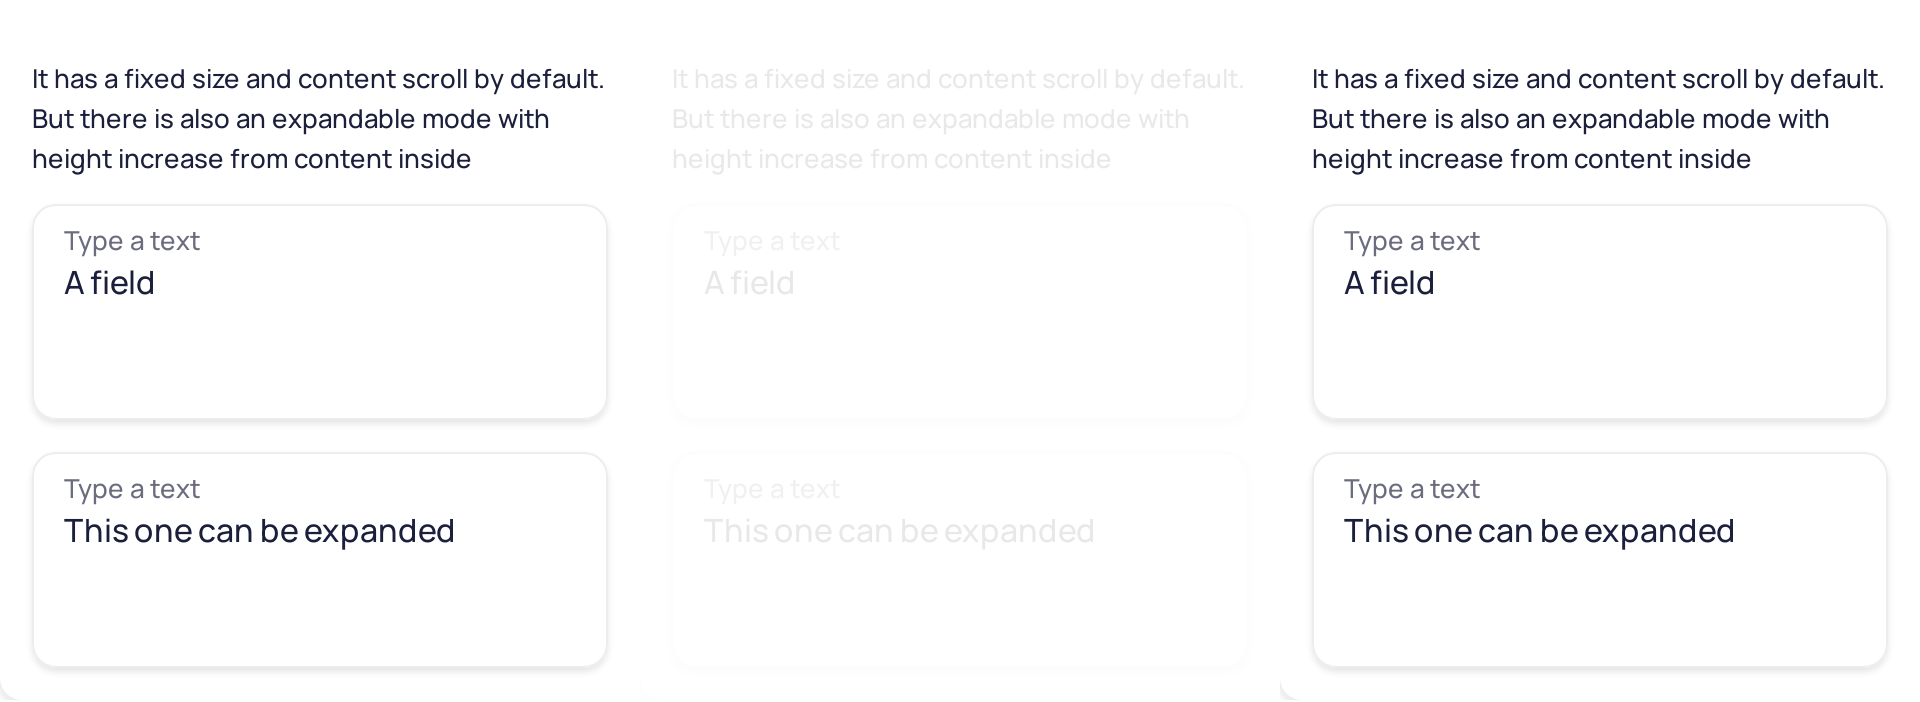 It has a fixed size and content scroll by default.
But there is also an expandable mode with
height increase from content inside
Type a text
A field
Type a text
This one can be expanded
It has a fixed size and content scroll by default.
But there is also an expandable mode with
height increase from content inside
Type a text
A field
Type a text
This one can be expanded
It has a fixed size and content scroll by default.
But there is also an expandable mode with
height increase from content inside
Type a text
A field
Type a text
This one can be expanded